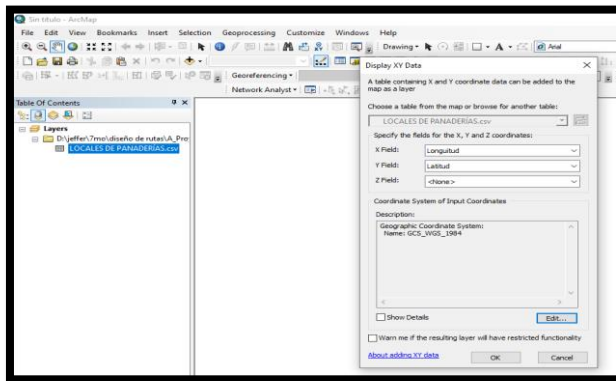 Sin título - ArcMap
File Edit View Bookmarks Insert Selection Geoprocessing Customize Windows Help
Drawing Arial
Georeferencing
Network Analyst
Table Of Contents
Layers
D:\jeffer\7mo\diseño de rutas\A_Pro
LOCALES DE PANADERÍAS.csv
Display XY Data
A table containing X and Y coordinate data can be added to the
map as a layer
Choose a table from the map or browse for another table:
LOCALES DE PANADERÍAS.csv
Specify the fields for the X, Y and Z coordinates:
X Field: Longuitud
Y Field: Latitud
Z Field: <None>
Coordinate System of Input Coordinates
Description:
Geographic Coordinate System:
Name: GCS_WGS_1984
Show Details Edit...
Warn me if the resulting layer will have restricted functionality
About adding XY data OK Cancel